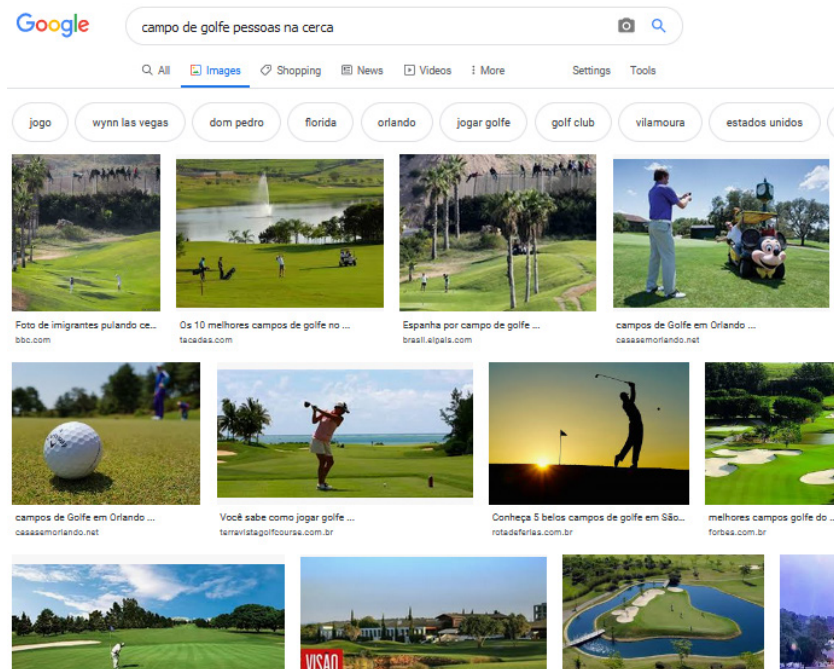 Google
campo de golfe pessoas na cerca
All Images Shopping News Videos More Settings Tools
jogo wynn las vegas dom pedro florida orlando jogar golfe golf club vilamoura estados unidos
Foto de imigrantes pulando ce... Os 10 melhores campos de golfe no ... Espanha por campo de golfe ... campos de Golfe em Orlando ...
bbc.com tacadas.com brasil.elpais.com casasemorlando.net
campos de Golfe em Orlando ... Você sabe como jogar golfe ... Conheça 5 belos campos de golfe em São... melhores campos golfe do ...
casasemorlando.net terravistagolfcourse.com.br rotadeferias.com.br forbes.com.br
VISAO